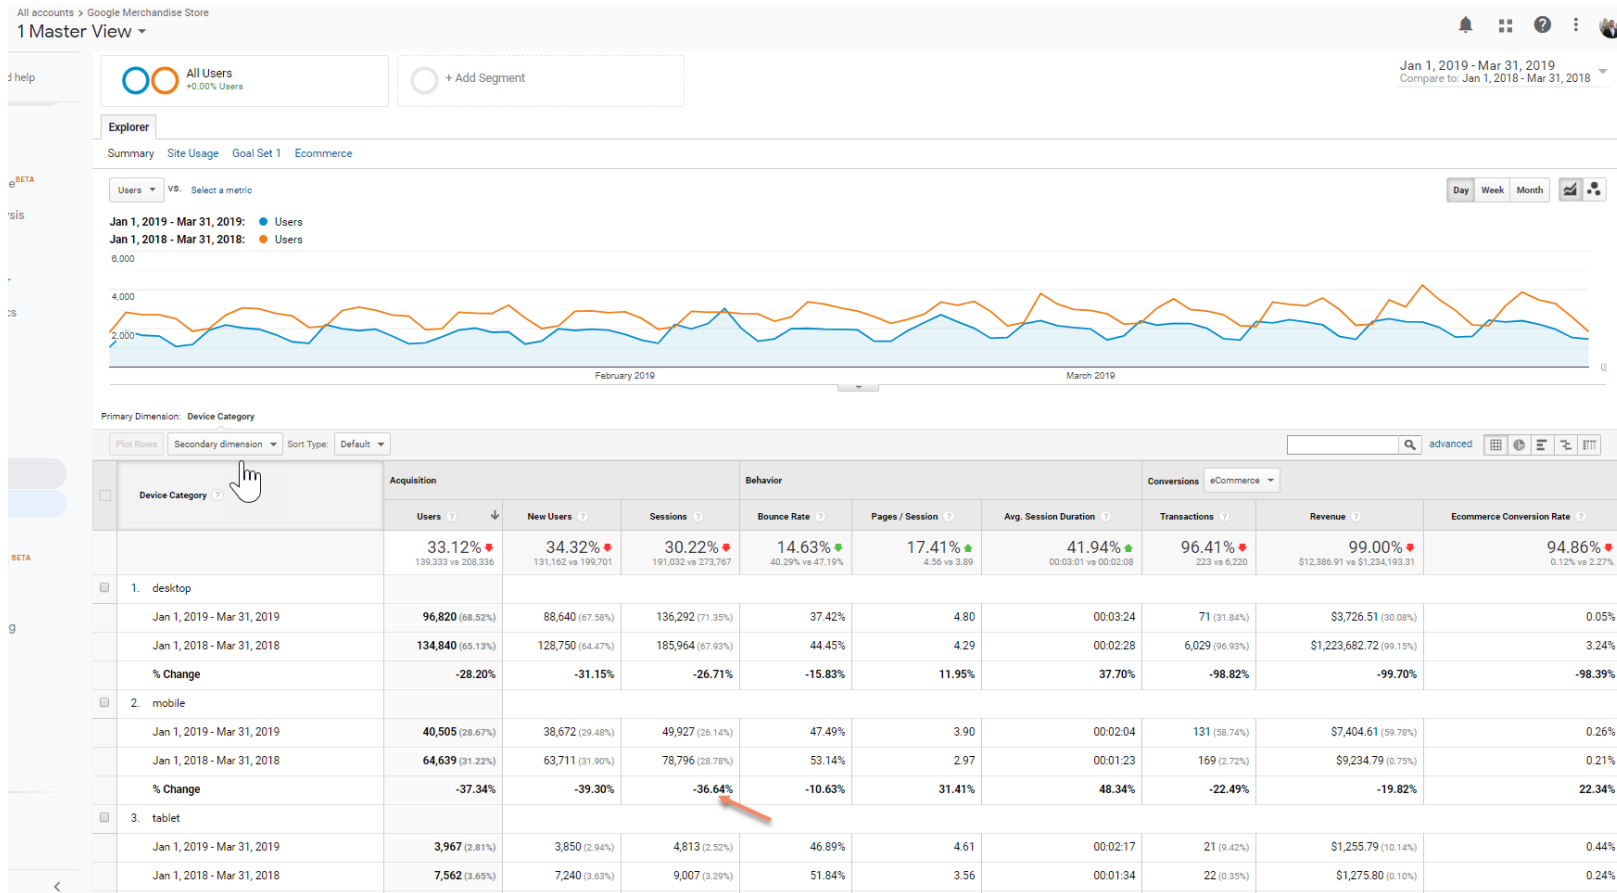 All accounts > Google Merchandise Store
1 Master View
d help
All Users
+0.00% Users
+ Add Segment
Jan 1, 2019 - Mar 31, 2019
Compare to: Jan 1, 2018 - Mar 31, 2018
Explorer
Summary Site Usage Goal Set 1 Ecommerce
e BETA
Users VS. Select a metric
Day Week Month
sis
Jan 1, 2019 - Mar 31, 2019: Users
Jan 1, 2018 - Mar 31, 2018: Users
6,000
4,000
cs
2,000
February 2019 March 2019
Primary Dimension: Device Category
Plot Rows Secondary dimension Sort Type: Default advanced
Device Category Acquisition Behavior Conversions eCommerce
Users New Users Sessions Bounce Rate Pages / Session Avg. Session Duration Transactions Revenue Ecommerce Conversion Rate
33.12% 34.32% 30.22% 14.63% 17.41% 41.94% 96.41% 99.00% 94.86%
139,333 vs 208,336 131,162 vs 199,701 191,032 vs 273,767 40.29% vs 47.19% 4.56 vs 3.89 00:03:01 vs 00:02:08 223 vs 6,220 $12,386.91 vs $1,234,193.31 0.12% vs 2.27%
BETA
1. desktop
Jan 1, 2019 - Mar 31, 2019 96,820 (68.52%) 88,640 (67.58%) 136,292 (71.35%) 37.42% 4.80 00:03:24 71 (31.84%) $3,726.51 (30.08%) 0.05%
g
Jan 1, 2018 - Mar 31, 2018 134,840 (65.13%) 128,750 (64.47%) 185,964 (67.93%) 44.45% 4.29 00:02:28 6,029 (96.93%) $1,223,682.72 (99.15%) 3.24%
% Change -28.20% -31.15% -26.71% -15.83% 11.95% 37.70% -98.82% -99.70% -98.39%
2. mobile
Jan 1, 2019 - Mar 31, 2019 40,505 (28.67%) 38,672 (29.48%) 49,927 (26.14%) 47.49% 3.90 00:02:04 131 (58.74%) $7,404.61 (59.78%) 0.26%
Jan 1, 2018 - Mar 31, 2018 64,639 (31.22%) 63,711 (31.90%) 78,796 (28.78%) 53.14% 2.97 00:01:23 169 (2.72%) $9,234.79 (0.75%) 0.21%
% Change -37.34% -39.30% -36.64% -10.63% 31.41% 48.34% -22.49% -19.82% 22.34%
3. tablet
Jan 1, 2019 - Mar 31, 2019 3,967 (2.81%) 3,850 (2.94%) 4,813 (2.52%) 46.89% 4.61 00:02:17 21 (9.42%) $1,255.79 (10.14%) 0.44%
Jan 1, 2018 - Mar 31, 2018 7,562 (3.65%) 7,240 (3.63%) 9,007 (3.29%) 51.84% 3.56 00:01:34 22 (0.35%) $1,275.80 (0.10%) 0.24%